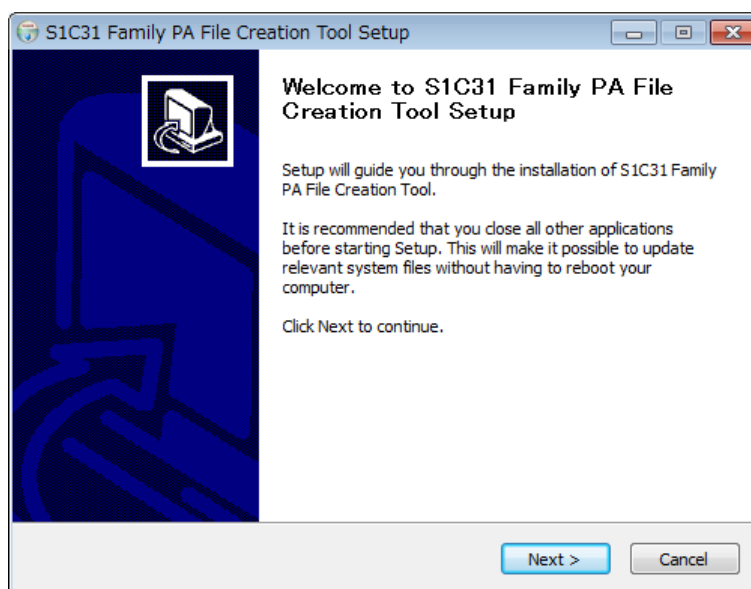 S1C31 Family PA File Creation Tool Setup
Welcome to S1C31 Family PA File
Creation Tool Setup
Setup will guide you through the installation of S1C31 Family
PA File Creation Tool.
It is recommended that you close all other applications
before starting Setup. This will make it possible to update
relevant system files without having to reboot your
computer.
Click Next to continue.
Next >
Cancel